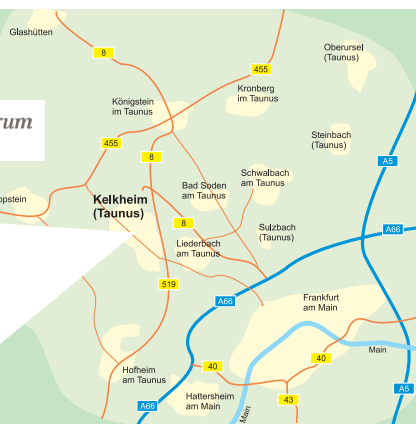 Glashütten
8
Oberursel
(Taunus)
455
Kronberg
im Taunus
Königstein
im Taunus
rum
Steinbach
(Taunus)
455
8
A5
Schwalbach
am Taunus
Bad Soden
am Taunus
ppstein
Kelkheim
(Taunus)
8
Sulzbach
(Taunus)
A66
Liederbach
am Taunus
519
A66
Frankfurt
am Main
Main
40
40
Hofheim
am Taunus
A5
Hattersheim
am Main
43
A66
Main